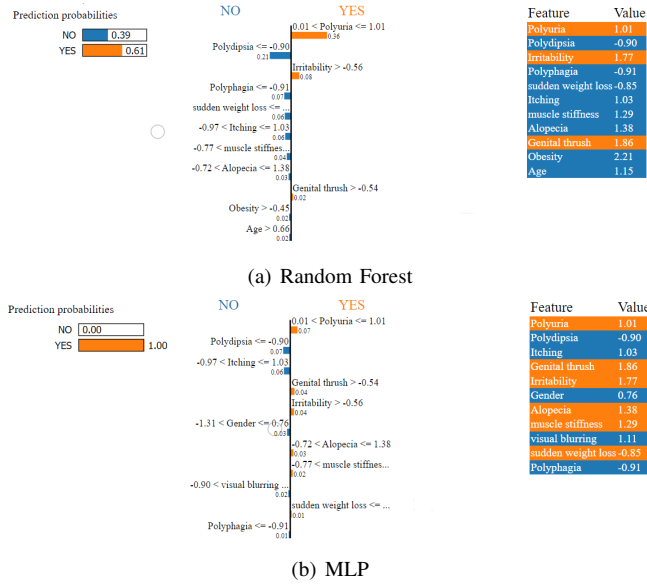 Prediction probabilities
NO 0.39
YES 0.61
NO YES
0.01 < Polyuria <= 1.01
0.36
Polydipsia <= -0.90
0.21
Irritability > -0.56
0.08
Polyphagia <= -0.91
0.07
sudden weight loss <= ...
0.06
-0.97 < Itching <= 1.03
0.06
-0.77 < muscle stiffnes...
0.04
-0.72 < Alopecia <= 1.38
0.03
Genital thrush > -0.54
0.02
Obesity > -0.45
0.02
Age > 0.66
0.02
Feature Value
Polyuria 1.01
Polydipsia -0.90
Irritability 1.77
Polyphagia -0.91
sudden weight loss -0.85
Itching 1.03
muscle stiffness 1.29
Alopecia 1.38
Genital thrush 1.86
Obesity 2.21
Age 1.15
(a) Random Forest
Prediction probabilities
NO 0.00
YES 1.00
NO YES
0.01 < Polyuria <= 1.01
0.07
Polydipsia <= -0.90
0.07
-0.97 < Itching <= 1.03
0.06
Genital thrush > -0.54
0.04
Irritability > -0.56
0.04
-1.31 < Gender <= 0.76
0.03
-0.72 < Alopecia <= 1.38
0.03
-0.77 < muscle stiffnes...
0.02
-0.90 < visual blurring ...
0.02
sudden weight loss <= ...
0.01
Polyphagia <= -0.91
0.01
Feature Value
Polyuria 1.01
Polydipsia -0.90
Itching 1.03
Genital thrush 1.86
Irritability 1.77
Gender 0.76
Alopecia 1.38
muscle stiffness 1.29
visual blurring 1.11
sudden weight loss -0.85
Polyphagia -0.91
(b) MLP